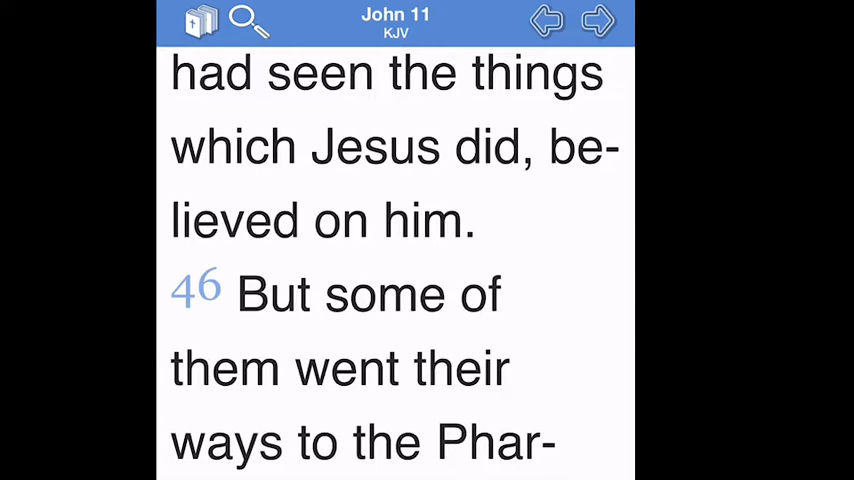 John 11
KJV
had seen the things
which Jesus did, be-
lieved on him.
46 But some of
them went their
ways to the Phar-